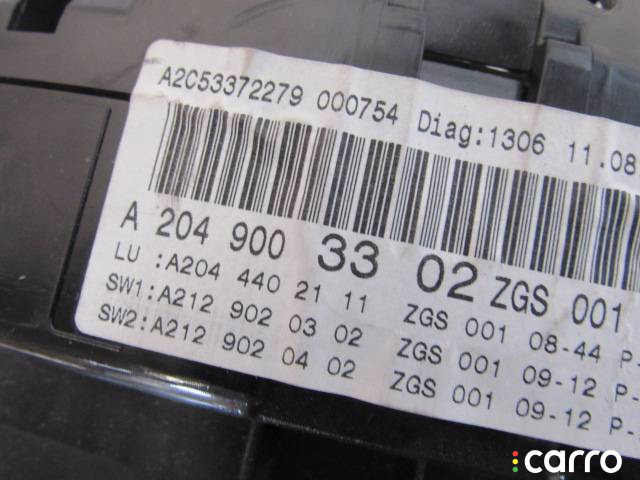 A2C53372279 000754 Diag:1306 11.08
A 204 900 33 02 ZGS 001
LU :A204 440 21 11 ZGS 001 08-44 P-
SW1:A212 902 03 02 ZGS 001 09-12 P-
SW2:A212 902 04 02 ZGS 001 09-12 P-
carro